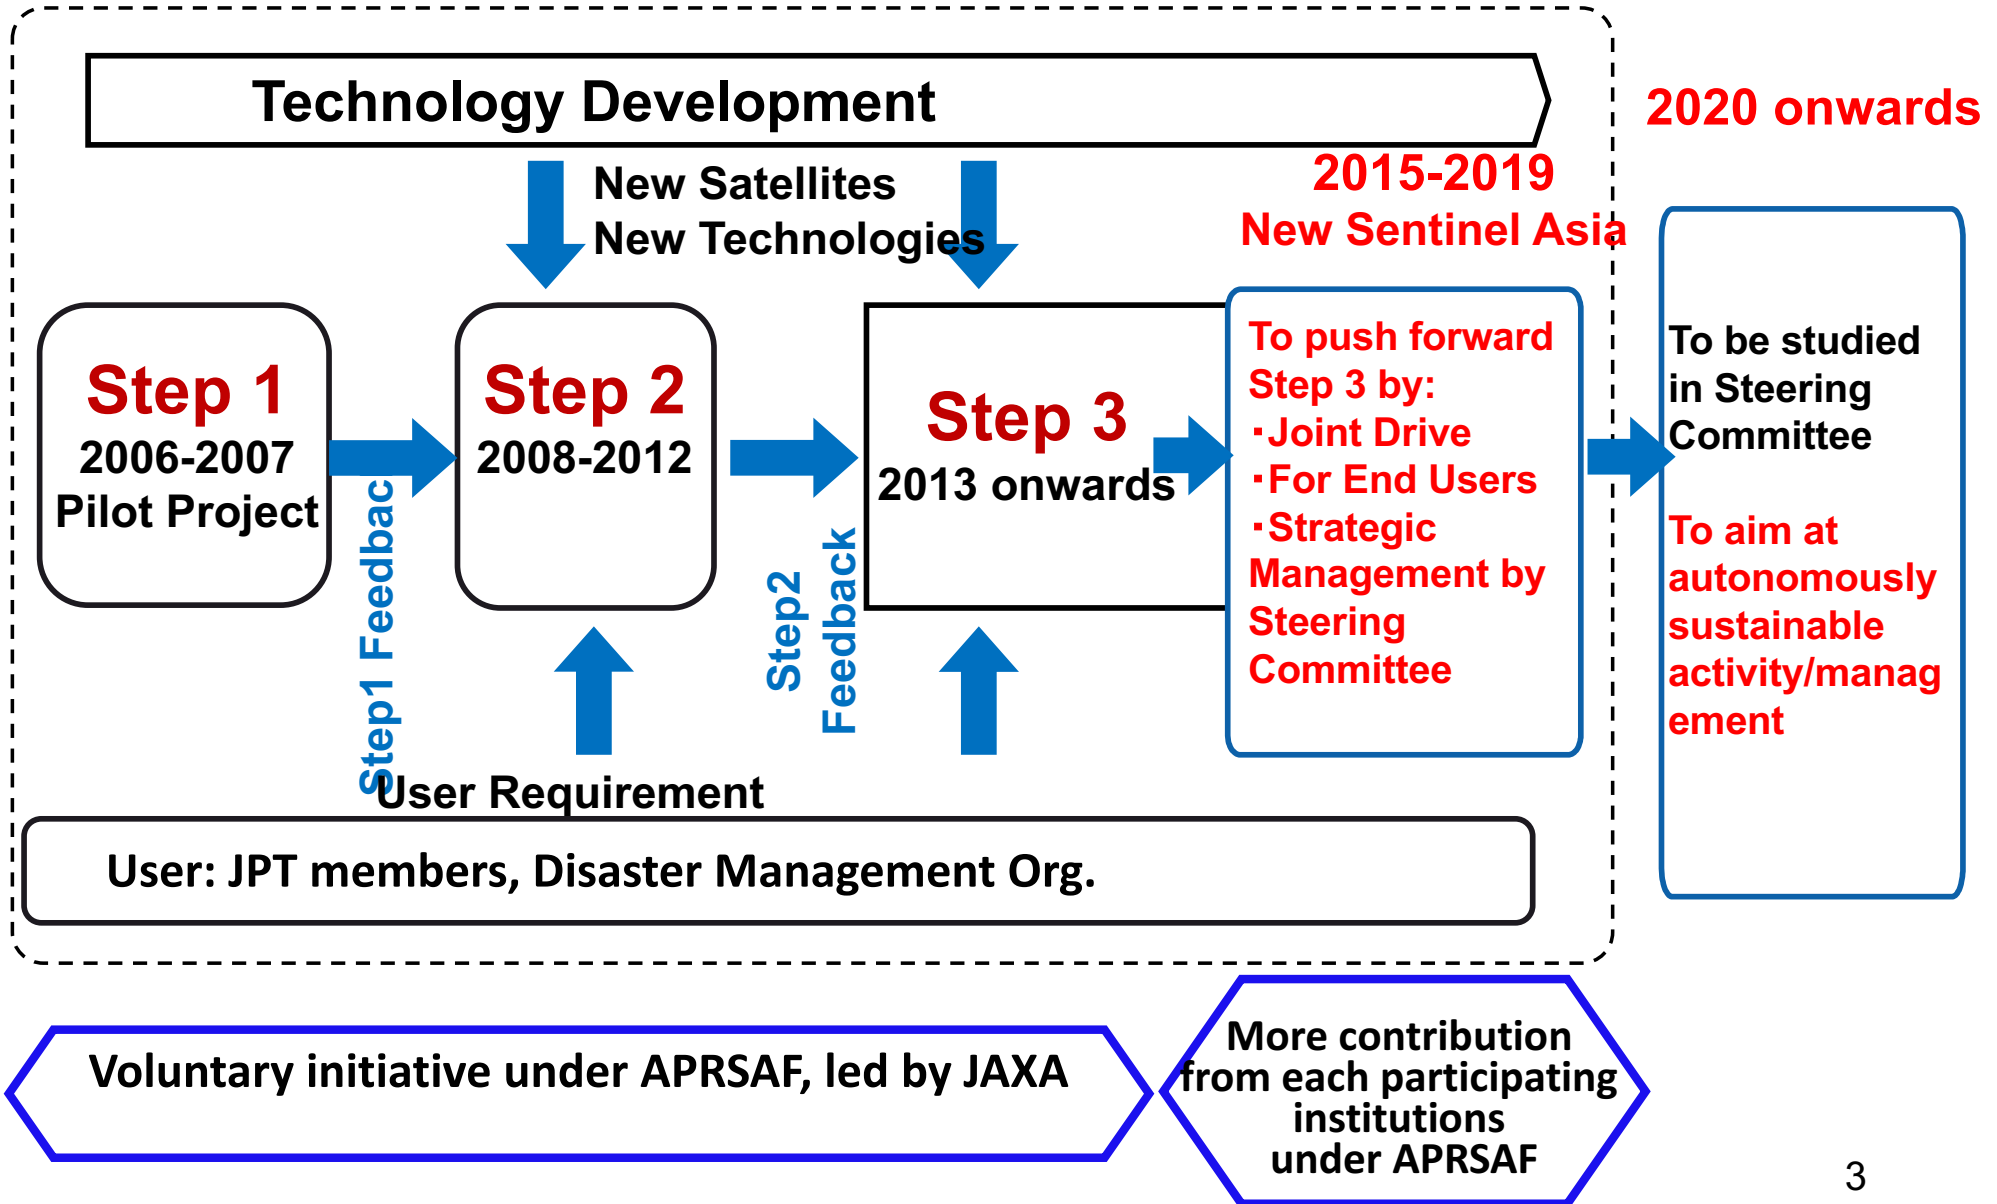 Technology Development
2020 onwards
New Satellites
New Technologies
2015-2019
New Sentinel Asia
Step 1
2006-2007
Pilot Project
Step1 Feedbac
Step 2
2008-2012
Step2
Feedback
Step 3
2013 onwards
To push forward
Step 3 by:
・Joint Drive
・For End Users
・Strategic
Management by
Steering
Committee
To be studied
in Steering
Committee
To aim at
autonomously
sustainable
activity/manag
ement
User Requirement
User: JPT members, Disaster Management Org.
Voluntary initiative under APRSAF, led by JAXA
More contribution
from each participating
institutions
under APRSAF
3